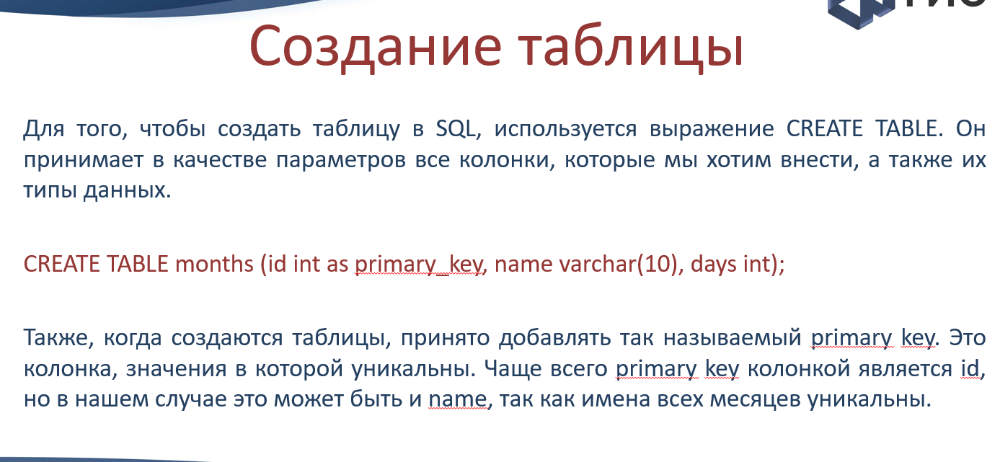 Создание таблицы
Для того, чтобы создать таблицу в SQL, используется выражение CREATE TABLE. Он
принимает в качестве параметров все колонки, которые мы хотим внести, а также их
типы данных.
CREATE TABLE months (id int as primary_key, name varchar(10), days int);
Также, когда создаются таблицы, принято добавлять так называемый primary key. Это
колонка, значения в которой уникальны. Чаще всего primary key колонкой является id,
но в нашем случае это может быть и name, так как имена всех месяцев уникальны.